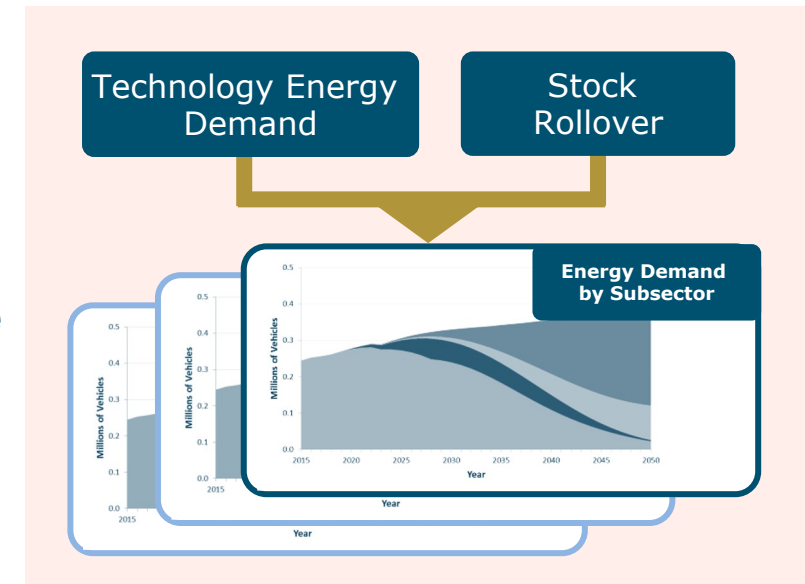 Technology Energy
Demand
Stock
Rollover
Energy Demand
by Subsector
0.5
0.4
0.3
0.2
0.1
0.0
Millions of Vehicles
2015 2020 2025 2030 2035 2040 2045 2050
Year
0.5
0.4
0.3
0.2
0.1
0.0
Millions of Vehicles
2015
Year
0.5
0.4
0.3
0.2
0.1
0.0
Millions of Vehicles
2015
Year